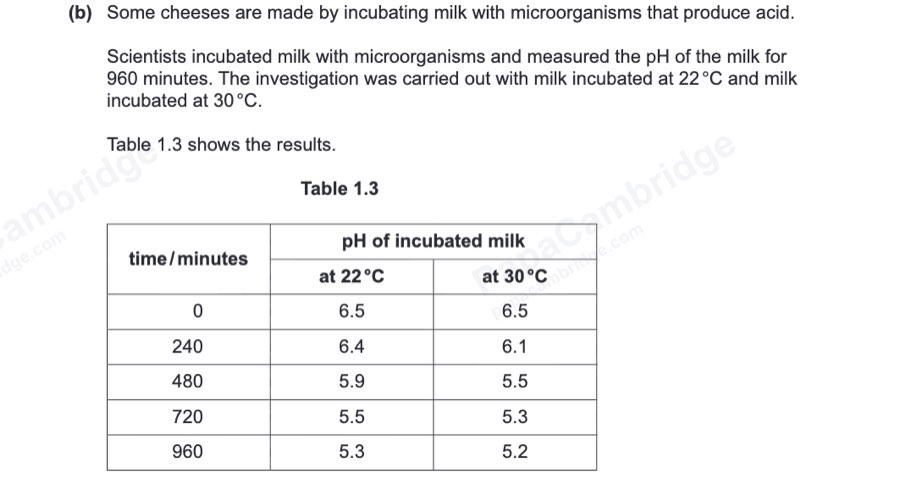 (b) Some cheeses are made by incubating milk with microorganisms that produce acid.
Scientists incubated milk with microorganisms and measured the pH of the milk for
960 minutes. The investigation was carried out with milk incubated at 22 °C and milk
incubated at 30 °C.
Table 1.3 shows the results.
Table 1.3
time / minutes pH of incubated milk
at 22 °C at 30 °C
0 6.5 6.5
240 6.4 6.1
480 5.9 5.5
720 5.5 5.3
960 5.3 5.2
PapaCambridge